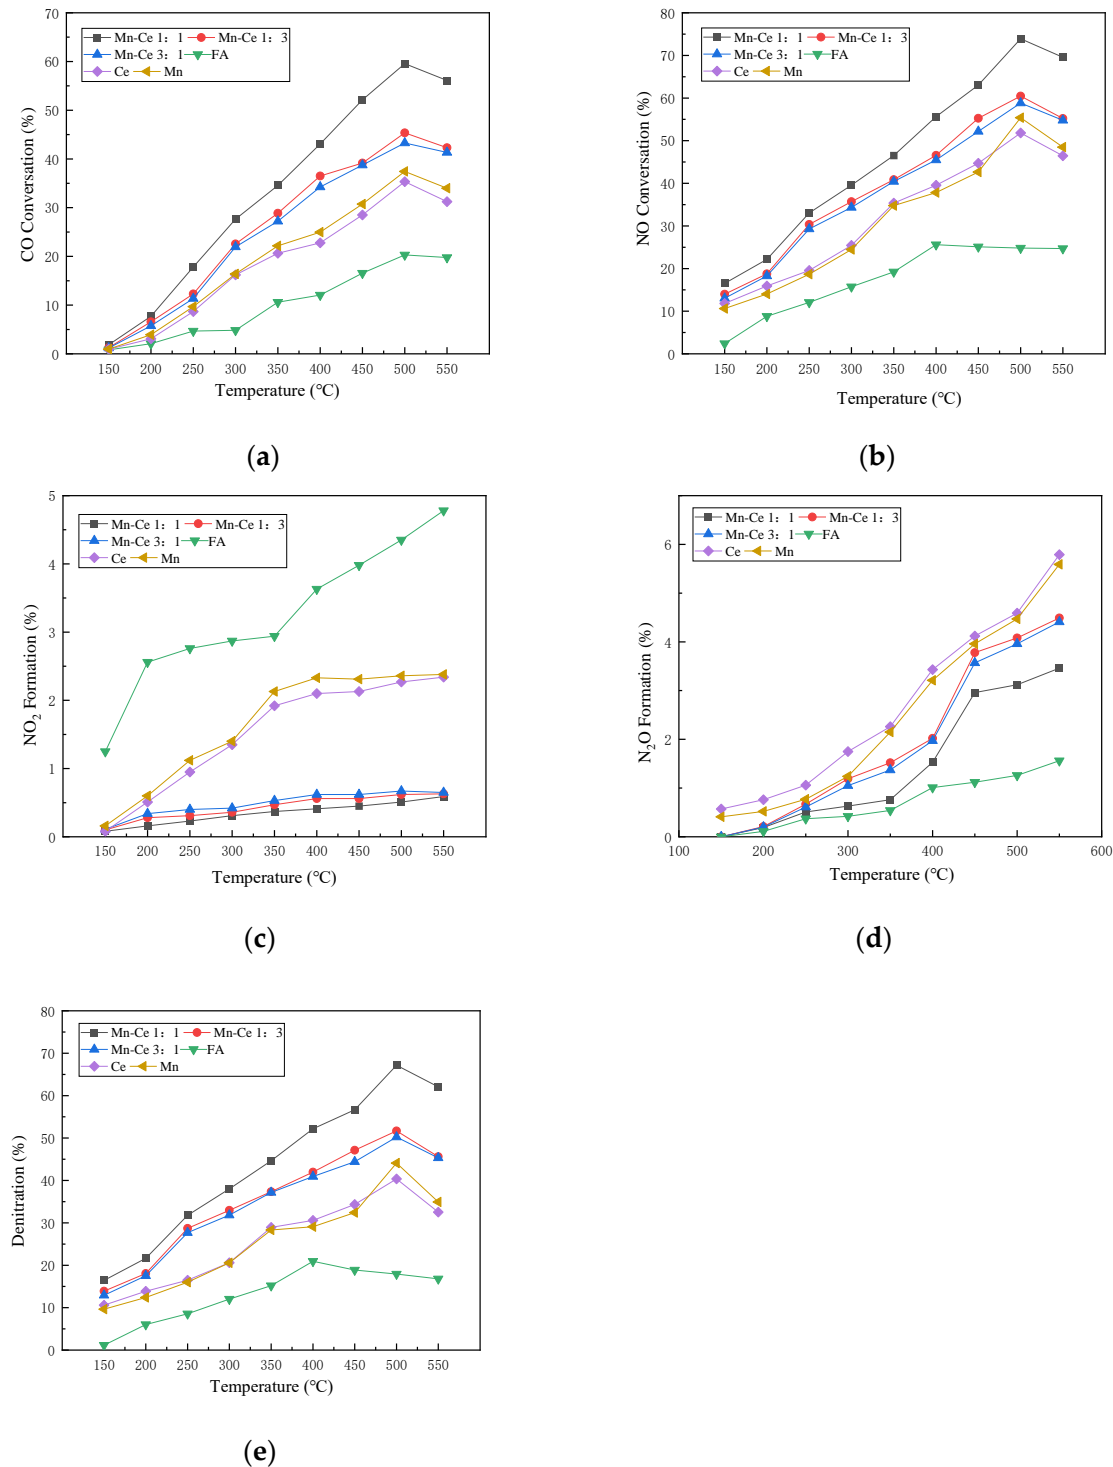 70
60
50
40
30
20
10
0
CO Conversation (%)
Mn-Ce 1：1 Mn-Ce 1：3
Mn-Ce 3：1 FA
Ce Mn
150 200 250 300 350 400 450 500 550
Temperature (℃)
(a)
80
70
60
50
40
30
20
10
0
NO Conversation (%)
Mn-Ce 1：1 Mn-Ce 1：3
Mn-Ce 3：1 FA
Ce Mn
150 200 250 300 350 400 450 500 550
Temperature (℃)
(b)
5
4
3
2
1
0
NO₂ Formation (%)
Mn-Ce 1：1 Mn-Ce 1：3
Mn-Ce 3：1 FA
Ce Mn
150 200 250 300 350 400 450 500 550
Temperature (℃)
(c)
6
4
2
0
N₂O Formation (%)
Mn-Ce 1：1 Mn-Ce 1：3
Mn-Ce 3：1 FA
Ce Mn
100 200 300 400 500 600
Temperature (℃)
(d)
80
70
60
50
40
30
20
10
0
Denitration (%)
Mn-Ce 1：1 Mn-Ce 1：3
Mn-Ce 3：1 FA
Ce Mn
150 200 250 300 350 400 450 500 550
Temperature (℃)
(e)